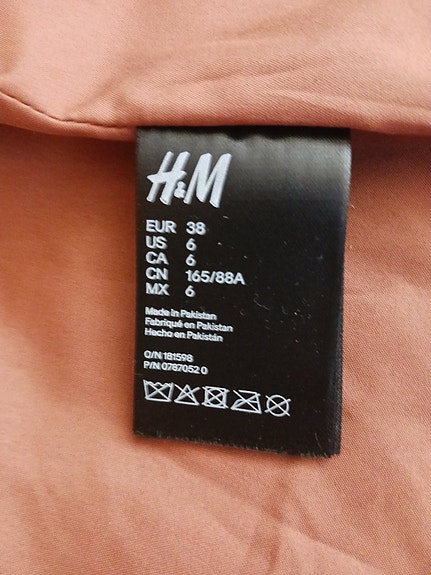 H&M
EUR 38
US 6
CA 6
CN 165/88A
MX 6
Made in Pakistan
Fabriqué en Pakistan
Hecho en Pakistán
O/N 181598
P/N 0787052 0